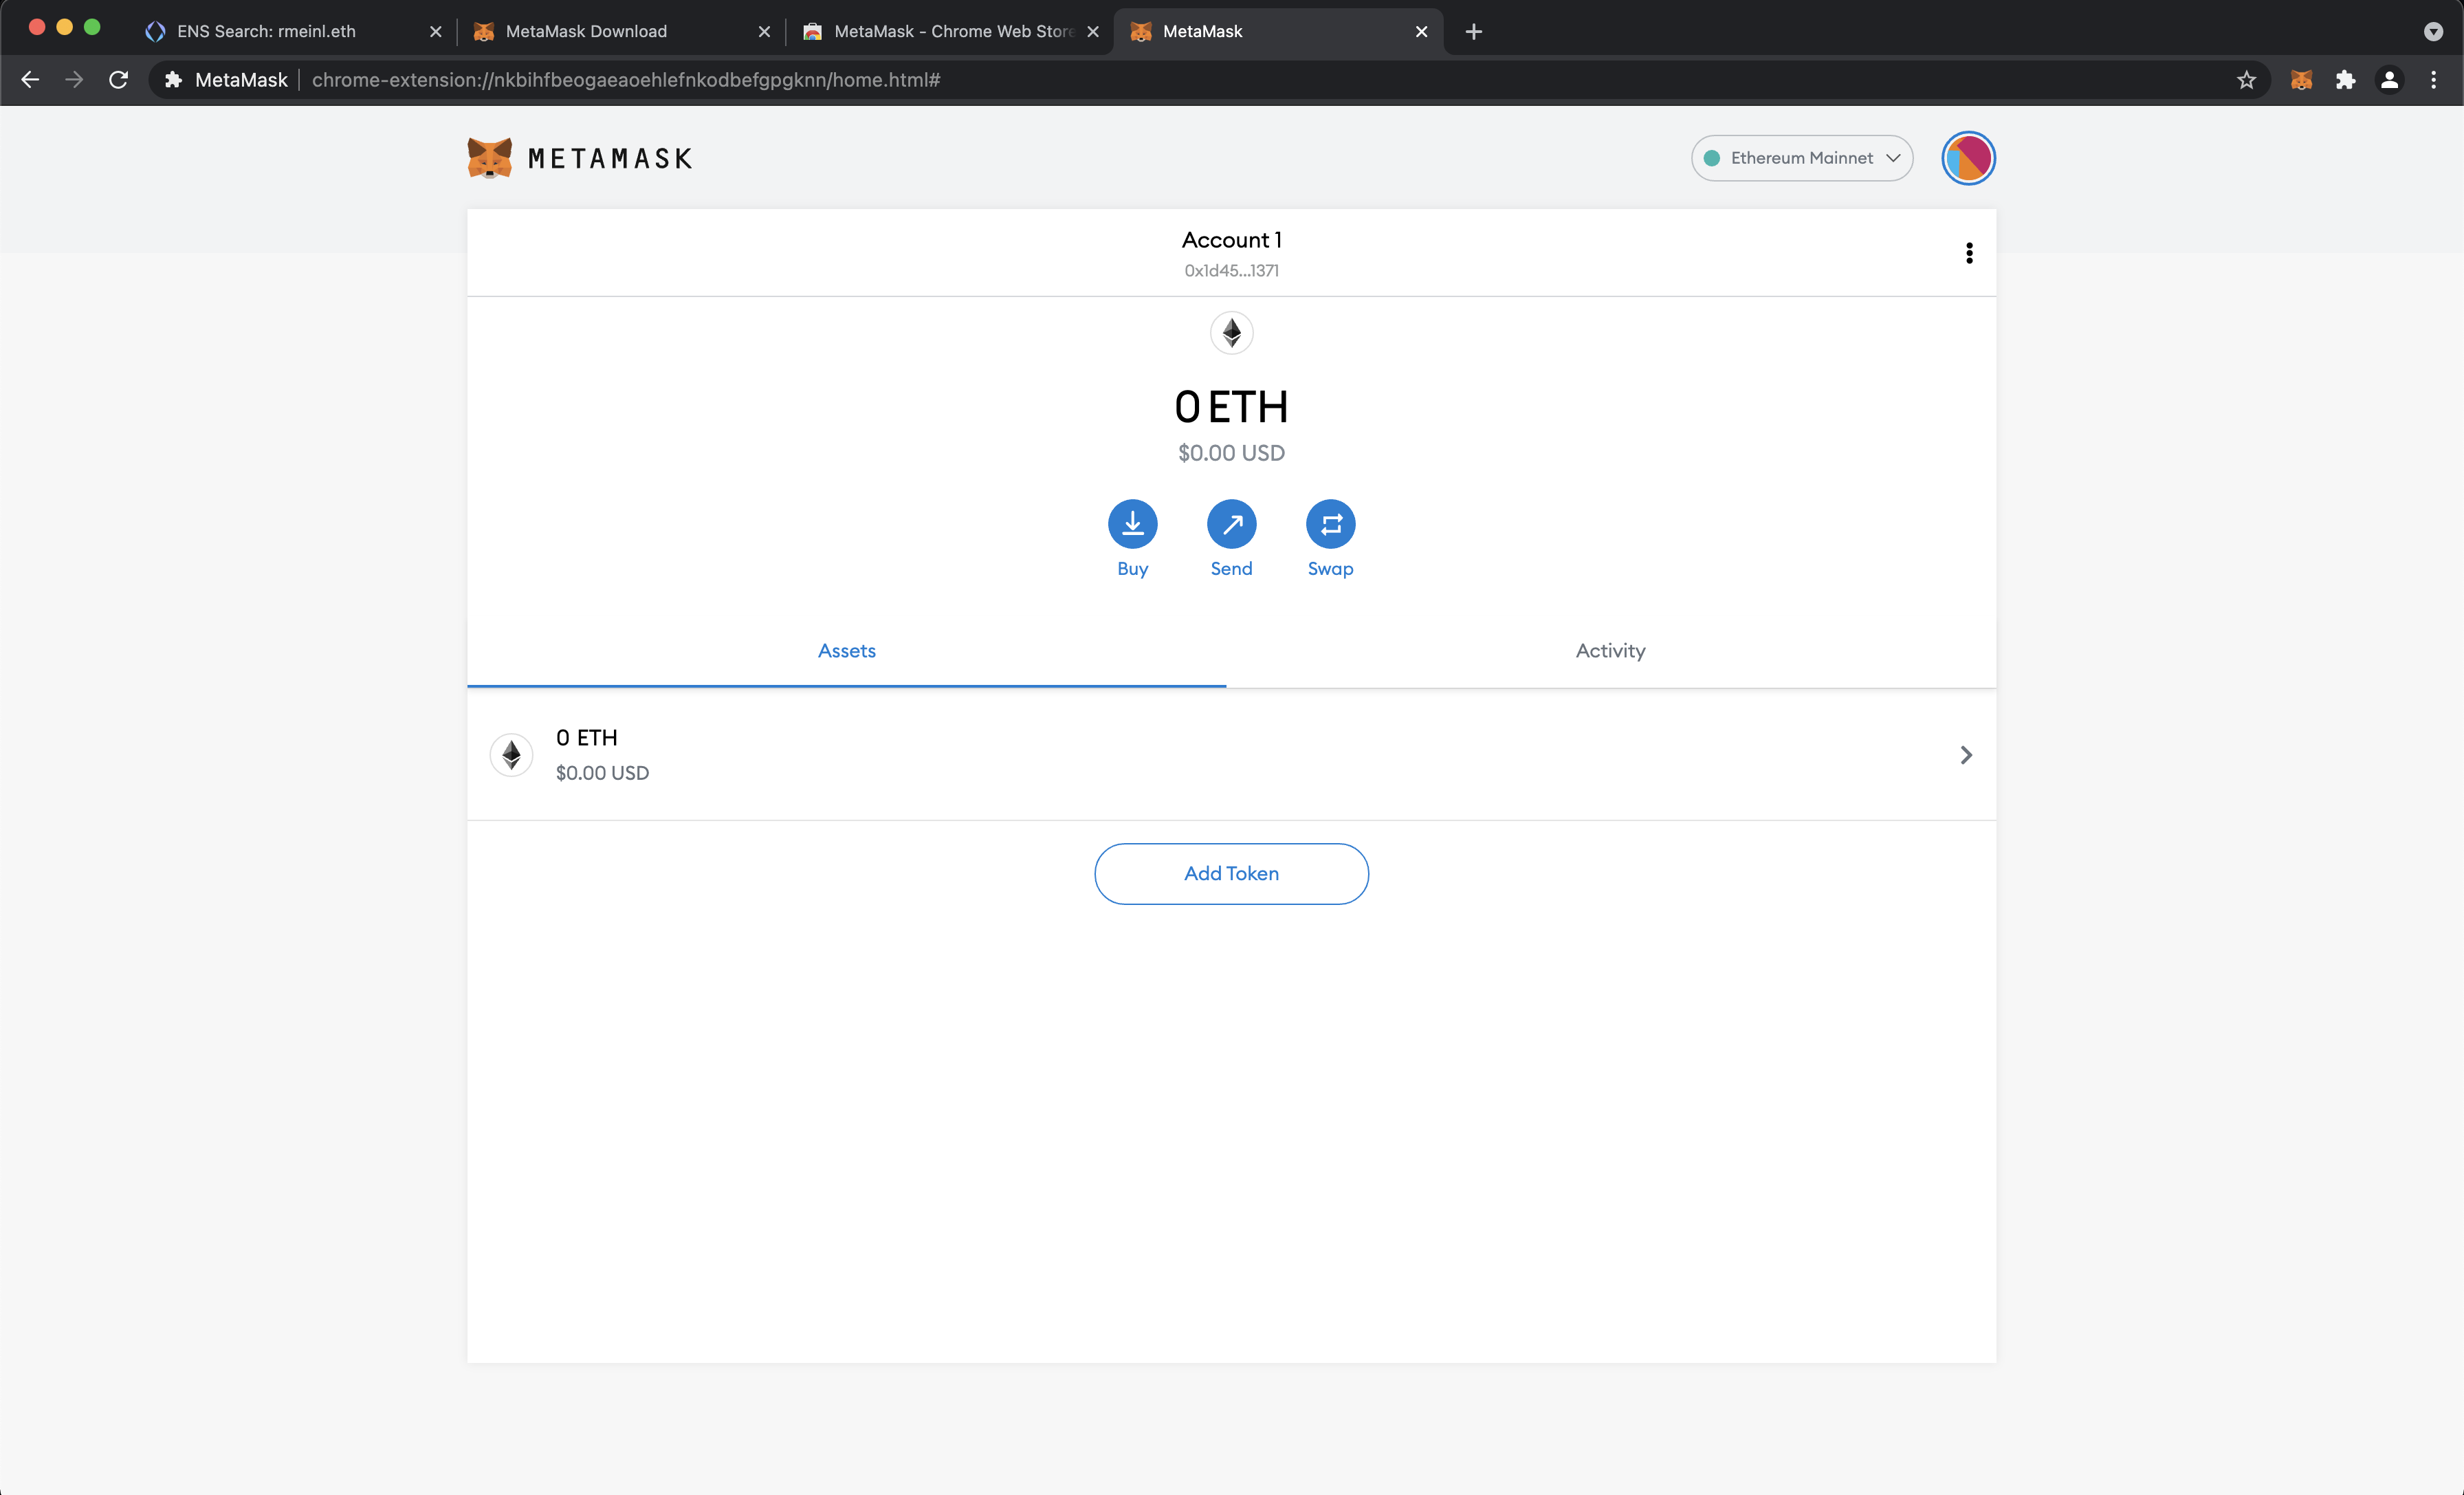 ENS Search: rmeinl.eth
MetaMask Download
MetaMask - Chrome Web Store
MetaMask
MetaMask
chrome-extension://nkbihfbeogaeaoehlefnkodbefgpgknn/home.html#
METAMASK
Ethereum Mainnet
Account 1
0x1d45...1371
0 ETH
$0.00 USD
Buy
Send
Swap
Assets
Activity
0 ETH
$0.00 USD
Add Token